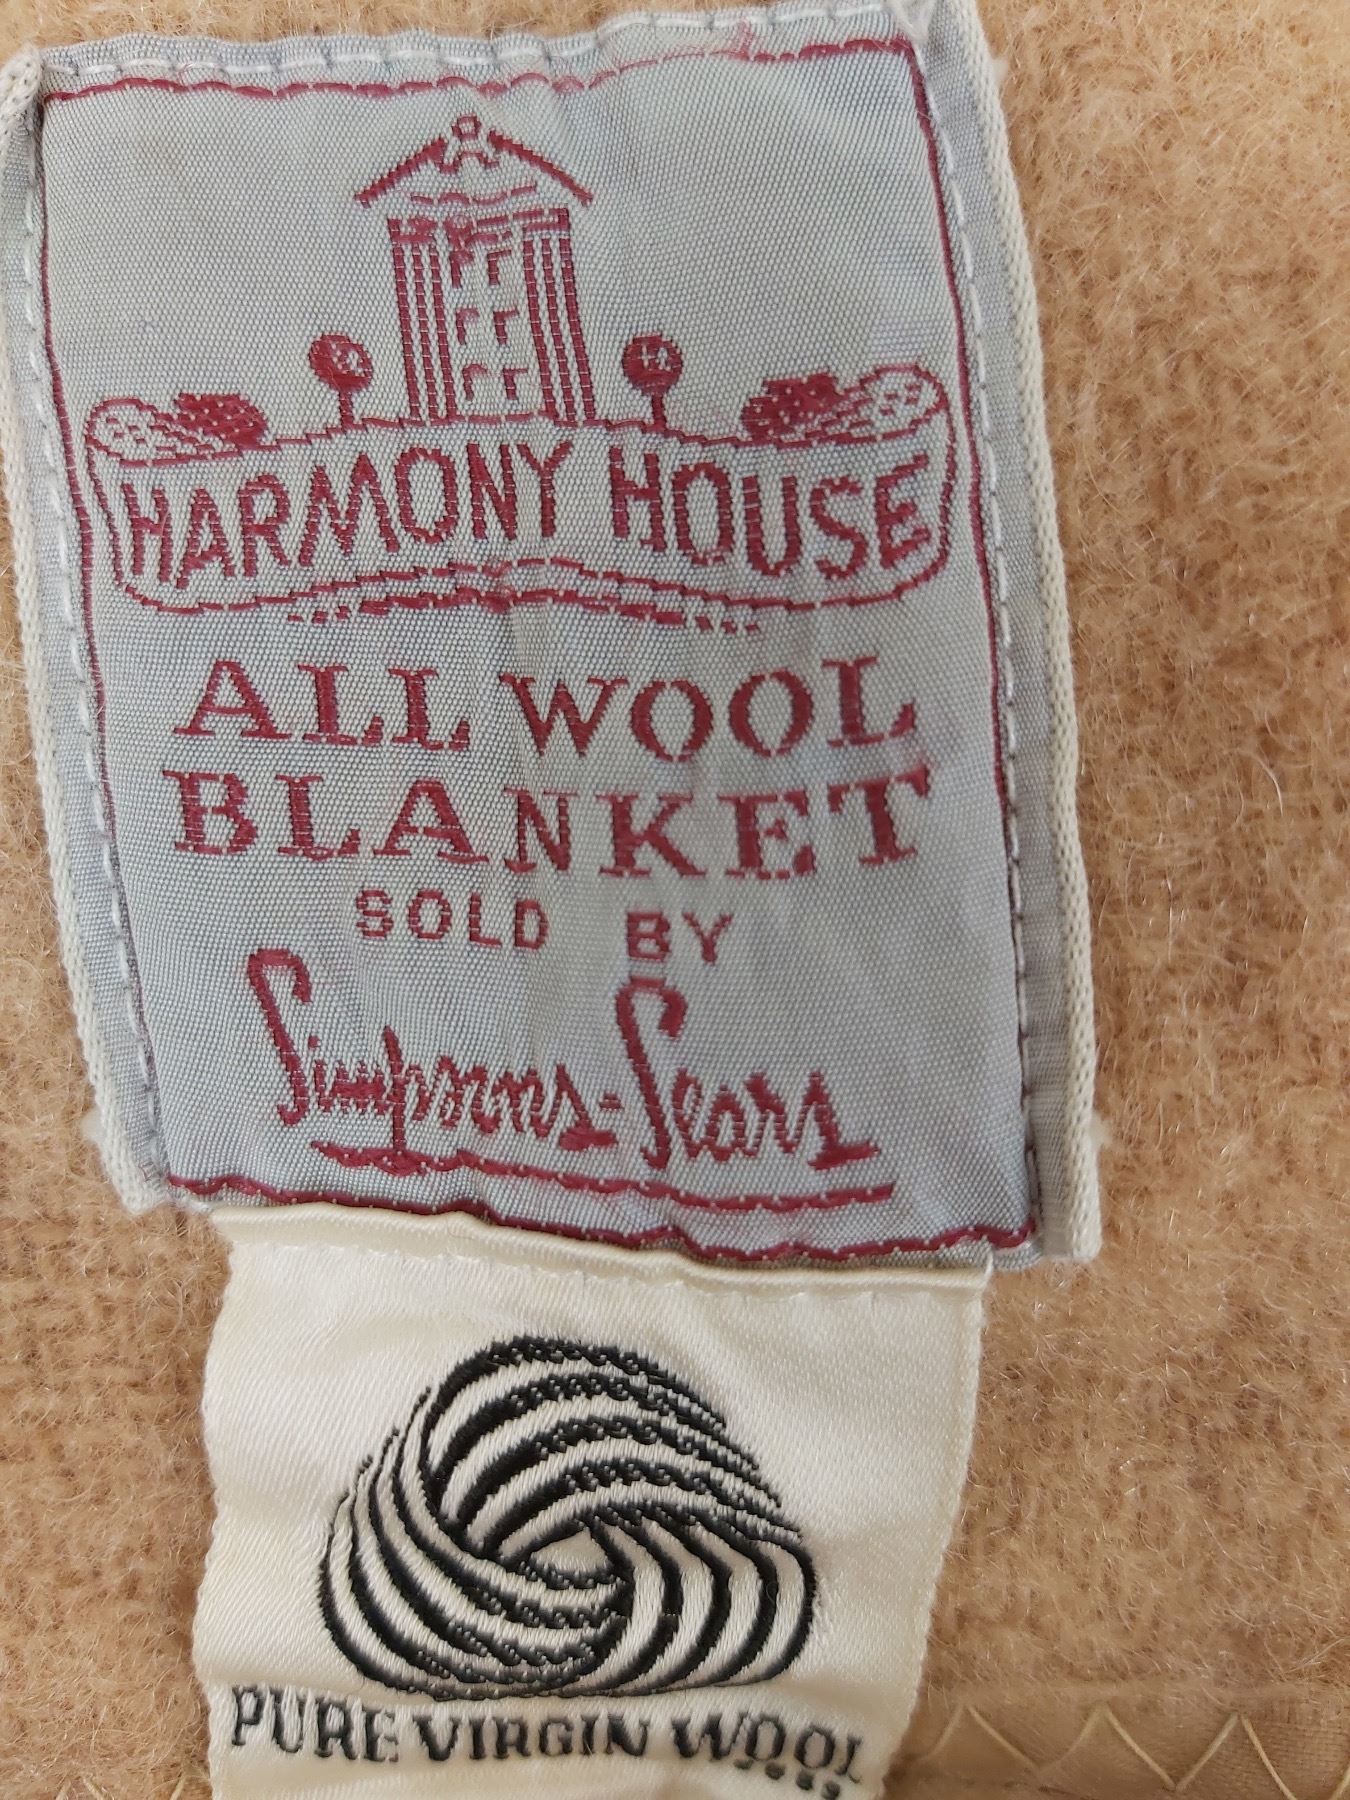 HARMONY HOUSE
ALL WOOL
BLANKET
SOLD BY
Simpsons-Sears
PURE VIRGIN WOOL